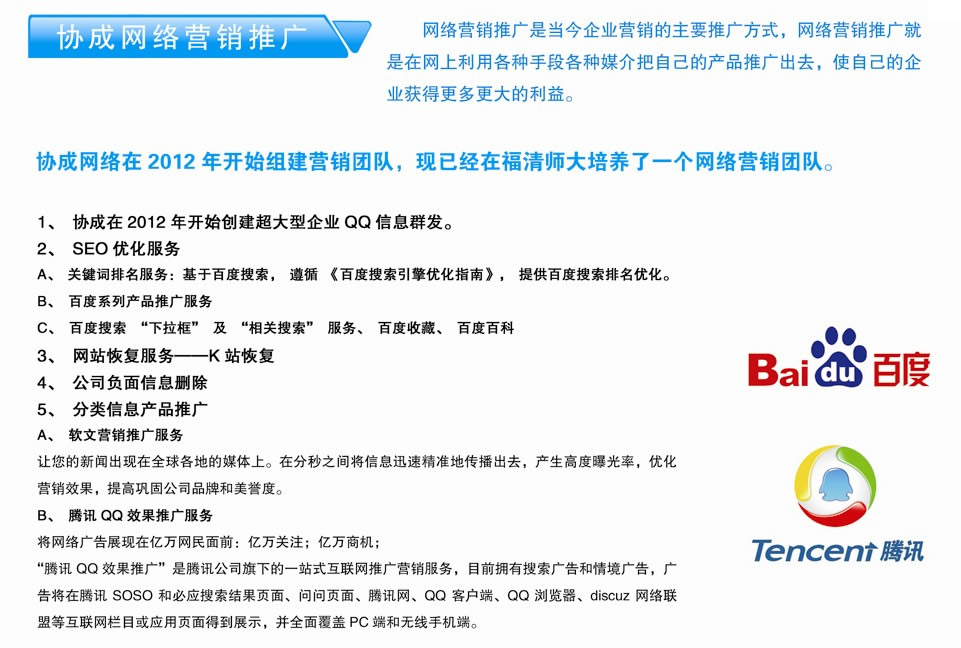 协成网络营销推广
网络营销推广是当今企业营销的主要推广方式，网络营销推广就
是在网上利用各种手段各种媒介把自己的产品推广出去，使自己的企
业获得更多更大的利益。
协成网络在 2012 年开始组建营销团队，现已经在福清师大培养了一个网络营销团队。
1、 协成在 2012 年开始创建超大型企业 QQ 信息群发。
2、 SEO 优化服务
A、 关键词排名服务：基于百度搜索， 遵循 《百度搜索引擎优化指南》， 提供百度搜索排名优化。
B、 百度系列产品推广服务
C、 百度搜索 “下拉框” 及 “相关搜索” 服务、 百度收藏、 百度百科
3、 网站恢复服务——K 站恢复
4、 公司负面信息删除
5、 分类信息产品推广
A、 软文营销推广服务
让您的新闻出现在全球各地的媒体上。在分秒之间将信息迅速精准地传播出去，产生高度曝光率，优化
营销效果，提高巩固公司品牌和美誉度。
B、 腾讯 QQ 效果推广服务
将网络广告展现在亿万网民面前：亿万关注；亿万商机；
“腾讯 QQ 效果推广” 是腾讯公司旗下的一站式互联网推广营销服务，目前拥有搜索广告和情境广告，广
告将在腾讯 SOSO 和必应搜索结果页面、问问页面、腾讯网、QQ 客户端、QQ 浏览器、discuz 网络联
盟等互联网栏目或应用页面得到展示，并全面覆盖 PC 端和无线手机端。
Bai du 百度
Tencent 腾讯